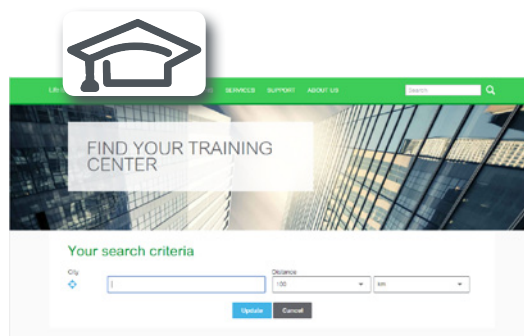 SERVICES SUPPORT ABOUT US Search
FIND YOUR TRAINING
CENTER
Your search criteria
City Distance
100 km
Update Cancel